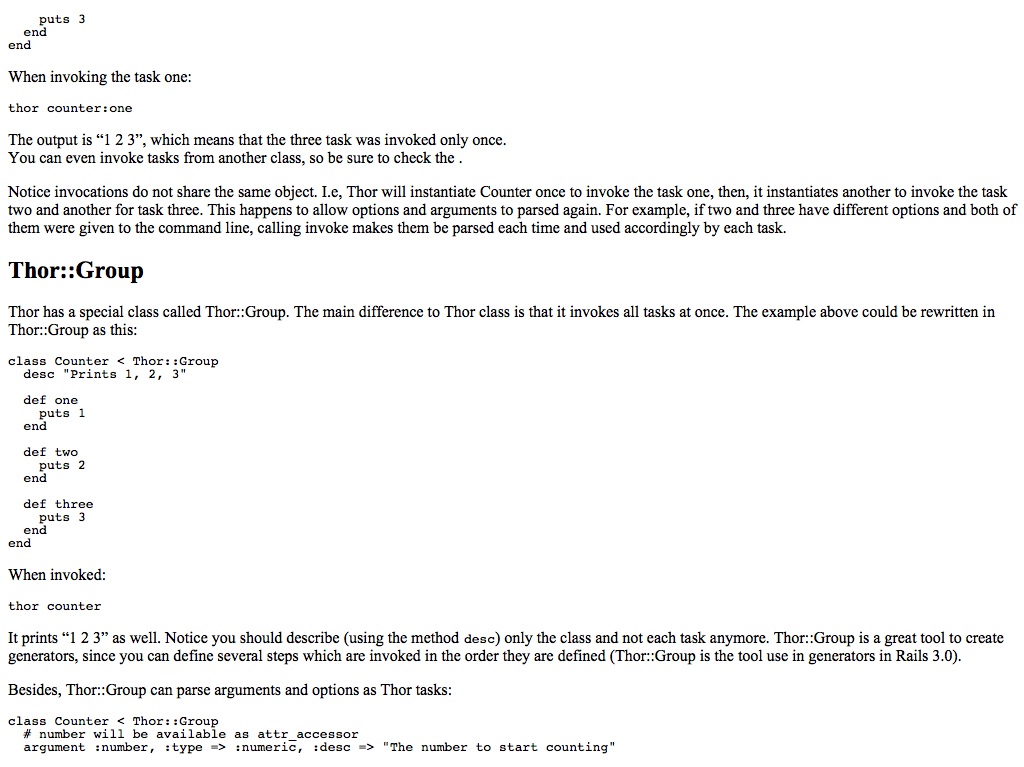 puts 3
  end
end
When invoking the task one:
thor counter:one
The output is “1 2 3”, which means that the three task was invoked only once.
You can even invoke tasks from another class, so be sure to check the .
Notice invocations do not share the same object. I.e, Thor will instantiate Counter once to invoke the task one, then, it instantiates another to invoke the task
two and another for task three. This happens to allow options and arguments to parsed again. For example, if two and three have different options and both of
them were given to the command line, calling invoke makes them be parsed each time and used accordingly by each task.
Thor::Group
Thor has a special class called Thor::Group. The main difference to Thor class is that it invokes all tasks at once. The example above could be rewritten in
Thor::Group as this:
class Counter < Thor::Group
  desc "Prints 1, 2, 3"
  def one
    puts 1
  end
  def two
    puts 2
  end
  def three
    puts 3
  end
end
When invoked:
thor counter
It prints “1 2 3” as well. Notice you should describe (using the method desc) only the class and not each task anymore. Thor::Group is a great tool to create
generators, since you can define several steps which are invoked in the order they are defined (Thor::Group is the tool use in generators in Rails 3.0).
Besides, Thor::Group can parse arguments and options as Thor tasks:
class Counter < Thor::Group
  # number will be available as attr_accessor
  argument :number, :type => :numeric, :desc => "The number to start counting"